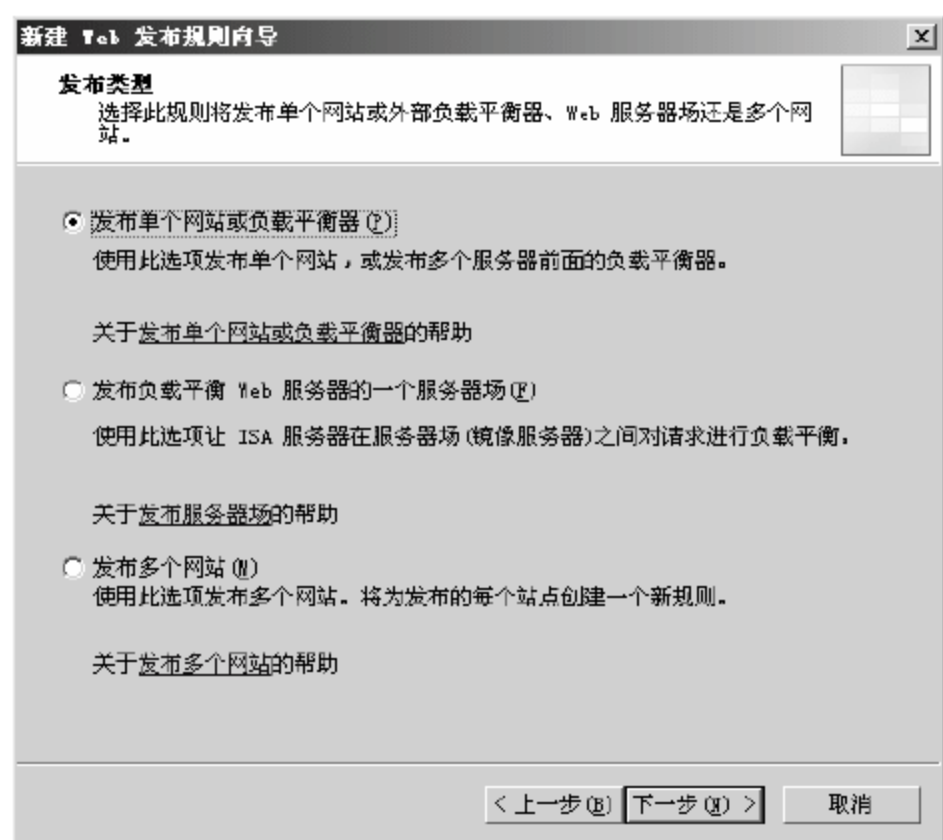 新建 Web 发布规则向导
发布类型
选择此规则将发布单个网站或外部负载平衡器、Web 服务器场还是多个网
站。
发布单个网站或负载平衡器(P)
使用此选项发布单个网站，或发布多个服务器前面的负载平衡器。
关于发布单个网站或负载平衡器的帮助
发布负载平衡 Web 服务器的一个服务器场(F)
使用此选项让 ISA 服务器在服务器场(镜像服务器)之间对请求进行负载平衡。
关于发布服务器场的帮助
发布多个网站(M)
使用此选项发布多个网站。将为发布的每个站点创建一个新规则。
关于发布多个网站的帮助
< 上一步(B) 下一步(N) > 取消